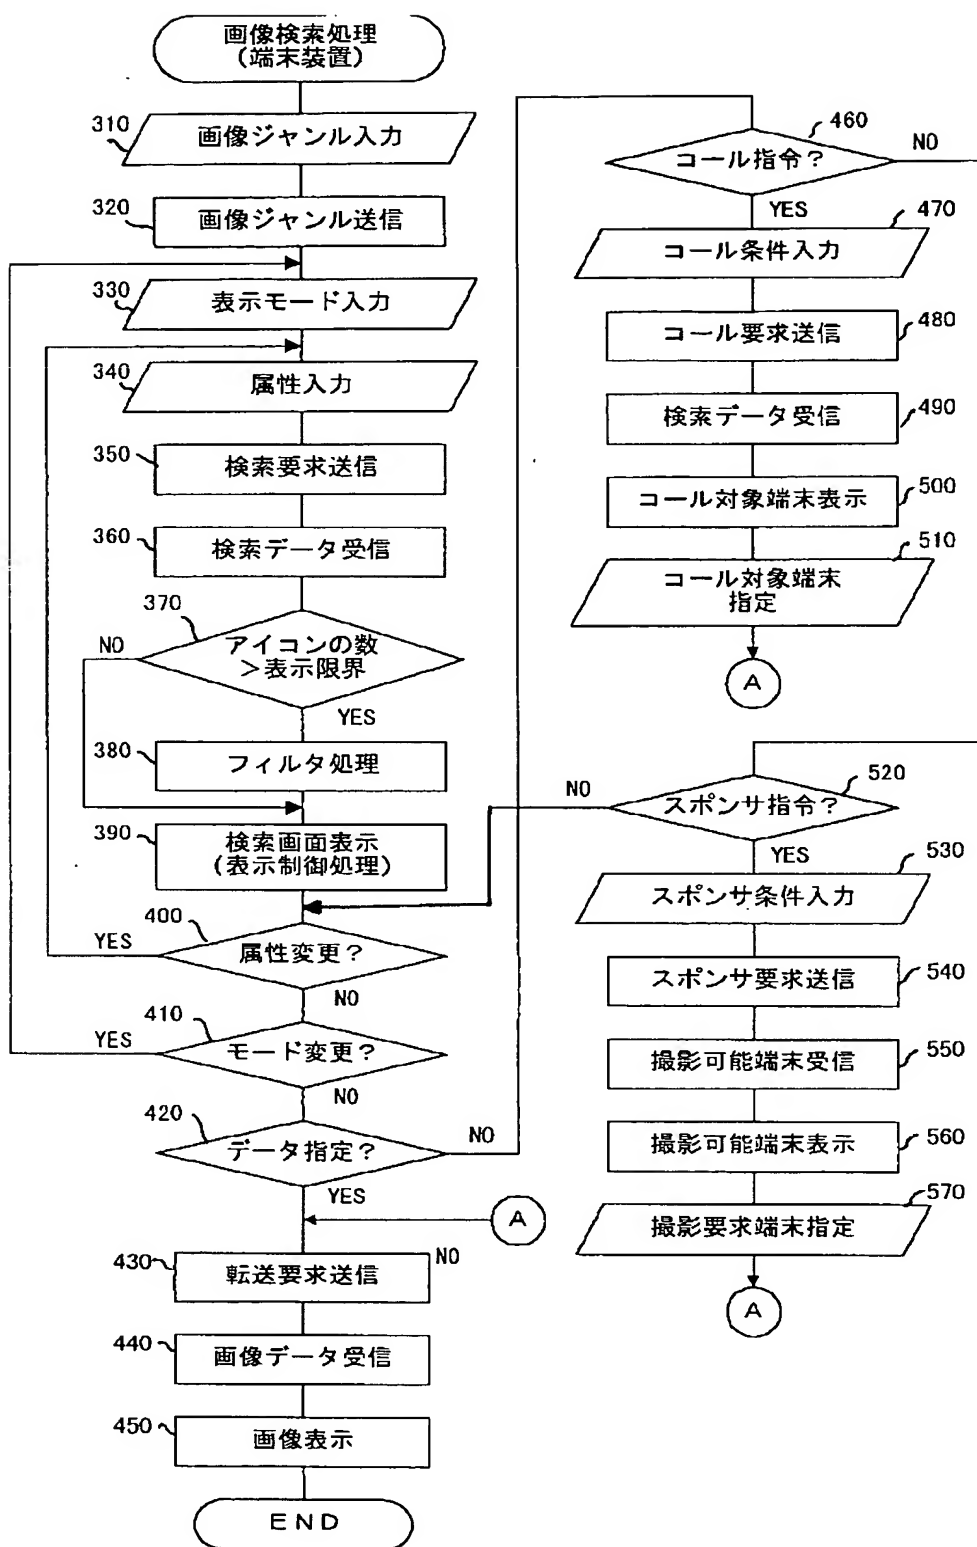 画像検索処理
(端末装置)
310
画像ジャンル入力
320
画像ジャンル送信
330
表示モード入力
340
属性入力
350
検索要求送信
360
検索データ受信
370
アイコンの数
>表示限界
NO
YES
380
フィルタ処理
390
検索画面表示
(表示制御処理)
400
属性変更?
YES
NO
410
モード変更?
YES
NO
420
データ指定?
NO
YES
A
430
転送要求送信
NO
440
画像データ受信
450
画像表示
END
460
コール指令?
NO
YES
470
コール条件入力
コール要求送信
480
検索データ受信
490
コール対象端末表示
500
510
コール対象端末
指定
A
520
スポンサ指令?
NO
YES
530
スポンサ条件入力
スポンサ要求送信
540
撮影可能端末受信
550
撮影可能端末表示
560
570
撮影要求端末指定
A